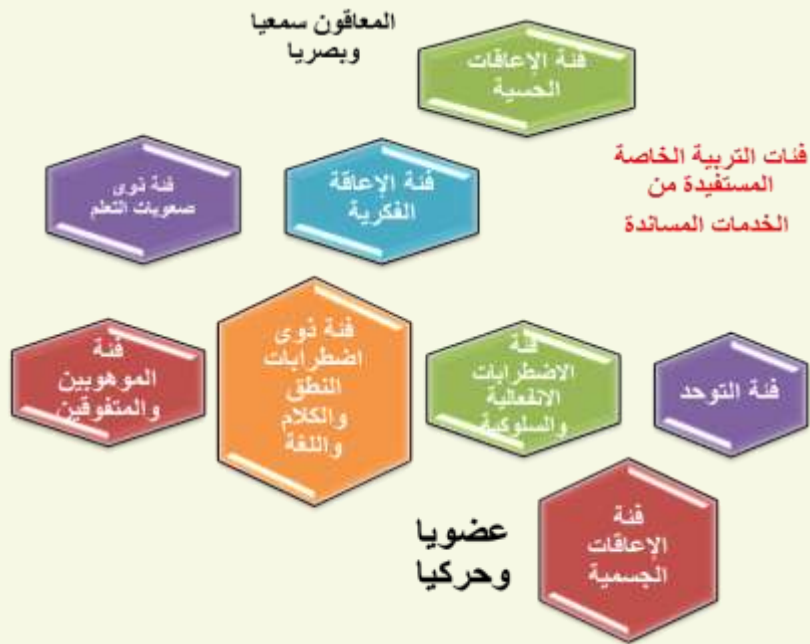 فئات التربية الخاصة
المستفيدة من
الخدمات المساندة
فئة الإعاقات
الحسية
المعاقون سمعيا
وبصريا
فئة الإعاقة
الفكرية
فئة ذوى
صعوبات التعلم
فئة التوحد
فئة
الاضطرابات
الانفعالية
والسلوكية
فئة ذوى
اضطرابات
النطق
والكلام
واللغة
فئة
الموهوبين
والمتفوقين
فئة
الإعاقات
الجسمية
عضويا
وحركيا